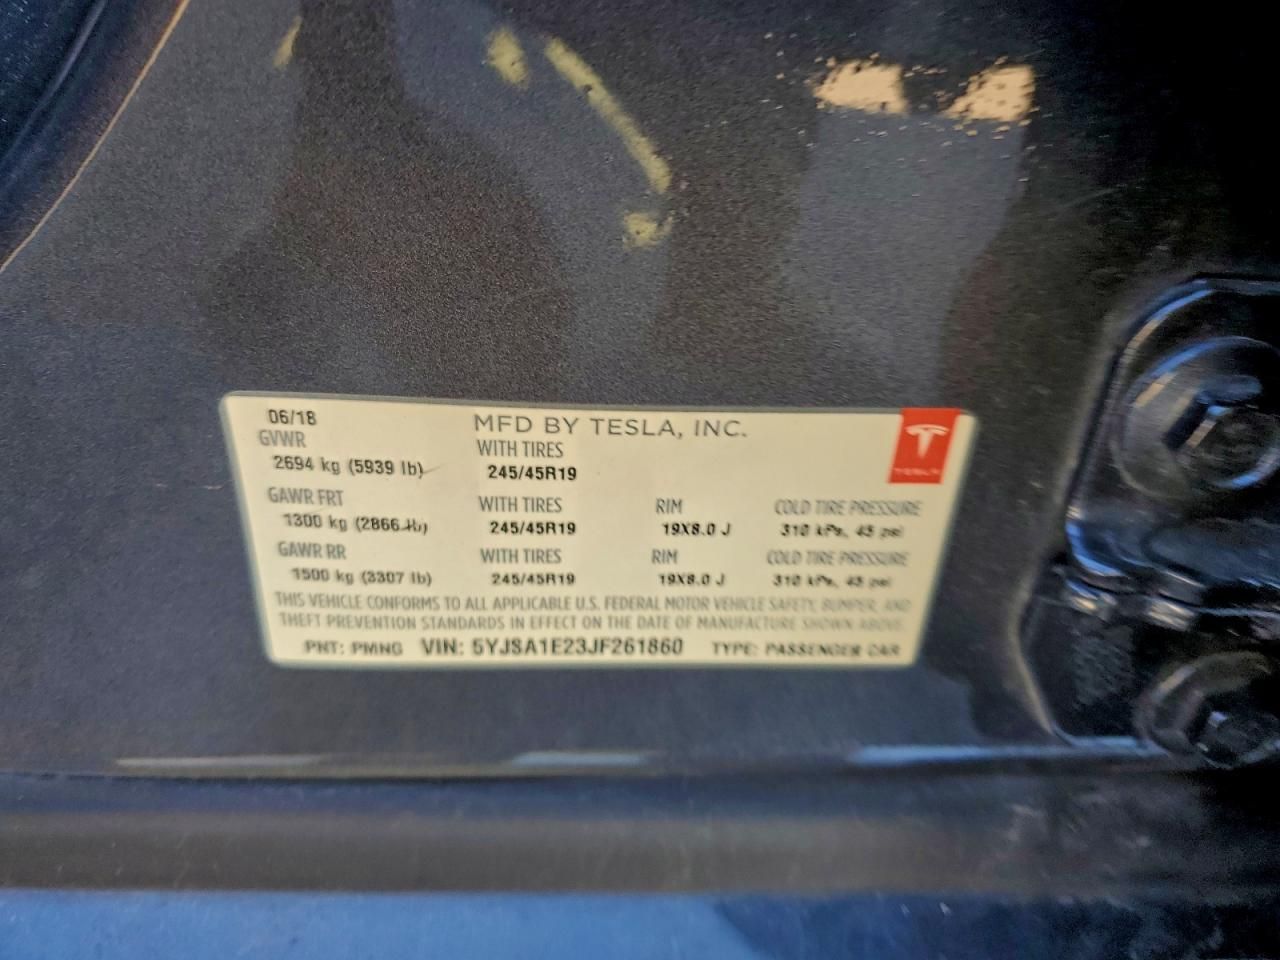 06/18 MFD BY TESLA, INC.
GVWR WITH TIRES
2694 kg (5939 lb) 245/45R19
TESLA
GAWR FRT WITH TIRES RIM COLD TIRE PRESSURE
1300 kg (2866 lb) 245/45R19 19X8.0 J 310 kPa, 45 psi
GAWR RR WITH TIRES RIM COLD TIRE PRESSURE
1500 kg (3307 lb) 245/45R19 19X8.0 J 310 kPa, 45 psi
THIS VEHICLE CONFORMS TO ALL APPLICABLE U.S. FEDERAL MOTOR VEHICLE SAFETY, BUMPER, AND
THEFT PREVENTION STANDARDS IN EFFECT ON THE DATE OF MANUFACTURE SHOWN ABOVE.
PNT: PMNG VIN: 5YJSA1E23JF261860 TYPE: PASSENGER CAR